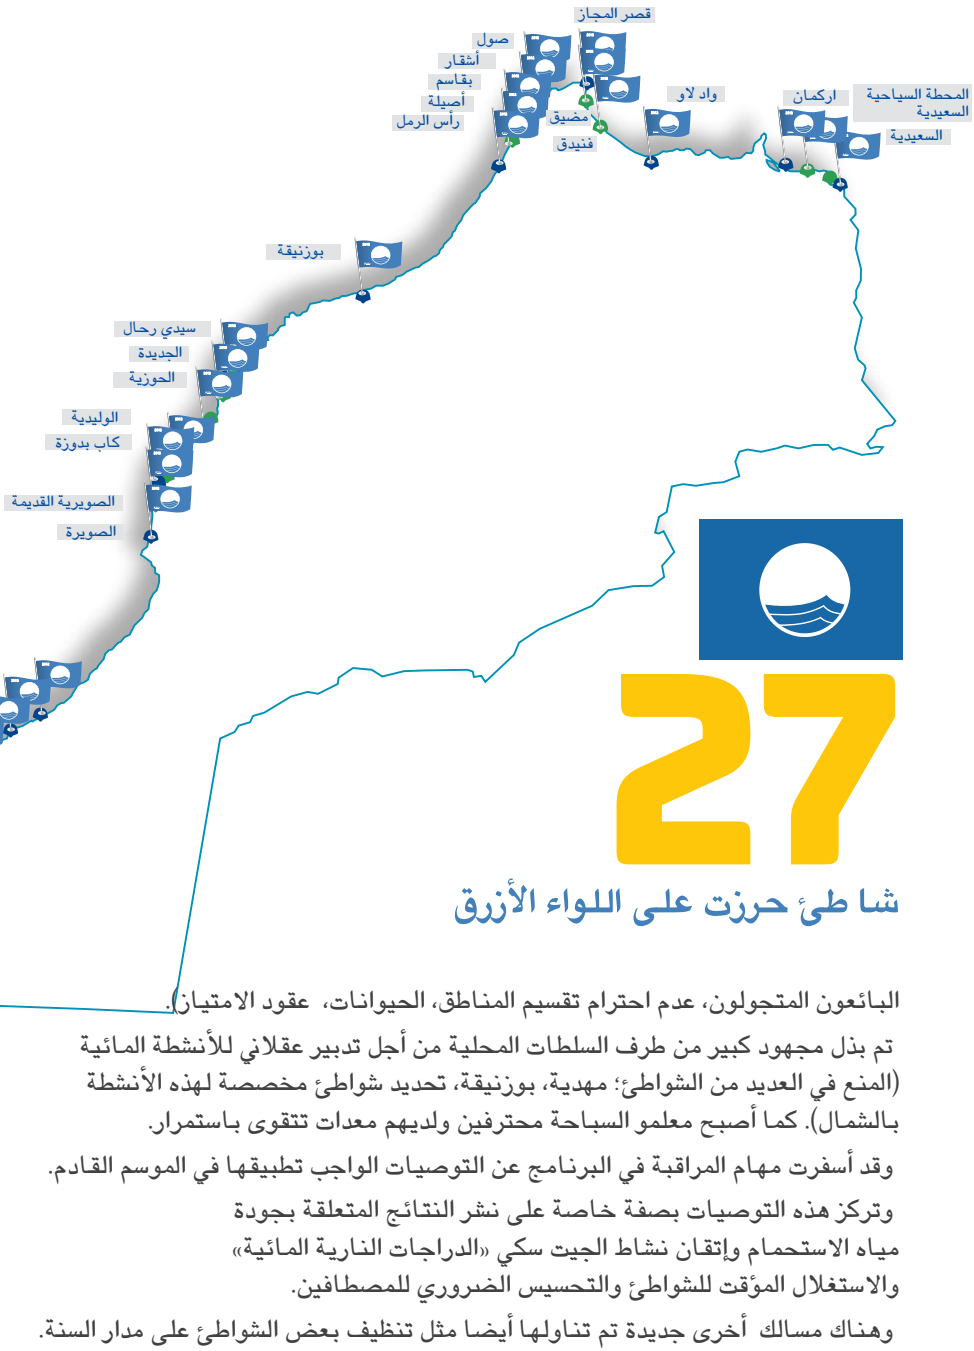 قصر المجاز
صول
أشقار
بقاسم
أصيلة
رأس الرمل
مضيق
فنيدق
واد لاو
اركمان
المحطة السياحية
السعيدية
السعيدية
بوزنيقة
سيدي رحال
الجديدة
الحوزية
الوليدية
كاب بدوزة
الصويرية القديمة
الصويرة
27
شا طئ حرزت على اللواء الأزرق
البائعون المتجولون، عدم احترام تقسيم المناطق، الحيوانات، عقود الامتياز).
تم بذل مجهود كبير من طرف السلطات المحلية من أجل تدبير عقلاني للأنشطة المائية
(المنع في العديد من الشواطئ؛ مهدية، بوزنيقة، تحديد شواطئ مخصصة لهذه الأنشطة
بالشمال). كما أصبح معلمو السباحة محترفين ولديهم معدات تتقوى باستمرار.
وقد أسفرت مهام المراقبة في البرنامج عن التوصيات الواجب تطبيقها في الموسم القادم.
وتركز هذه التوصيات بصفة خاصة على نشر النتائج المتعلقة بجودة
مياه الاستحمام وإتقان نشاط الجيت سكي «الدراجات النارية المائية»
والاستغلال المؤقت للشواطئ والتحسيس الضروري للمصطافين.
وهناك مسالك أخرى جديدة تم تناولها أيضا مثل تنظيف بعض الشواطئ على مدار السنة.